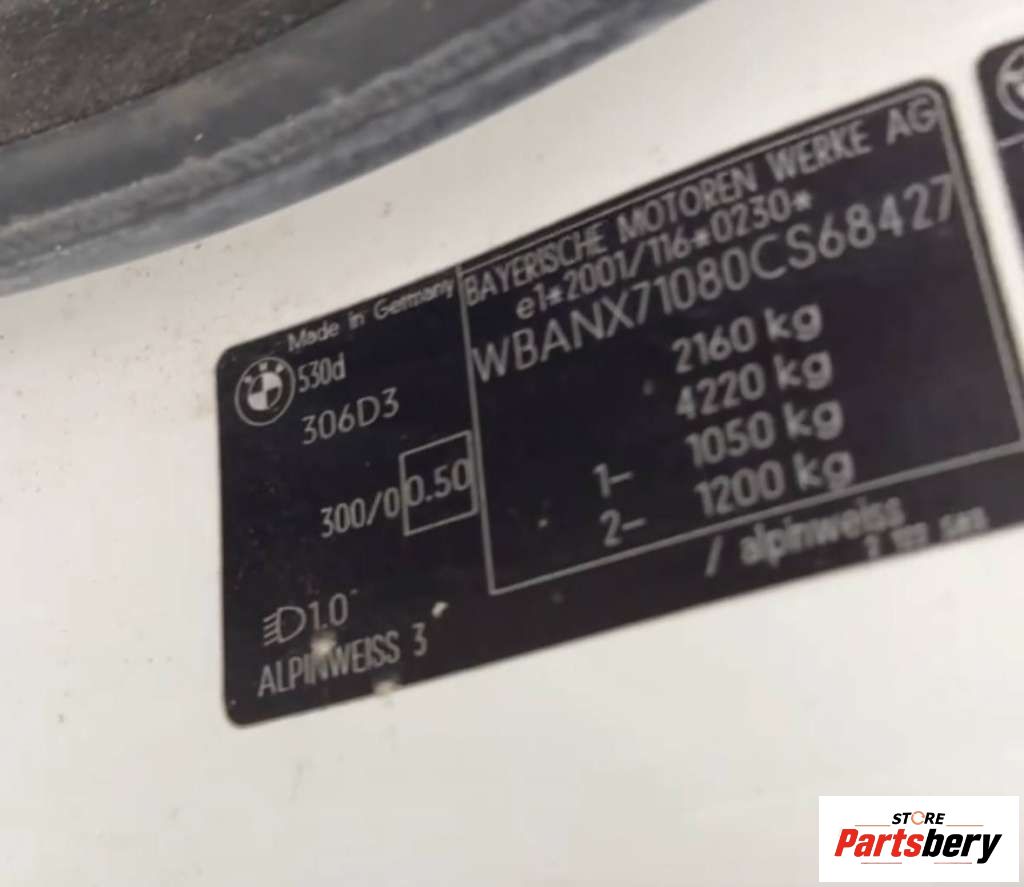 Made in Germany
BMW
530d
306D3
300/0 0.50
1.0
ALPINWEISS 3
BAYERISCHE MOTOREN WERKE AG
e1*2001/116*0230*
WBANX71080CS68427
2160 kg
4220 kg
1- 1050 kg
2- 1200 kg
/ alpinweiss
STORE
Partsbery